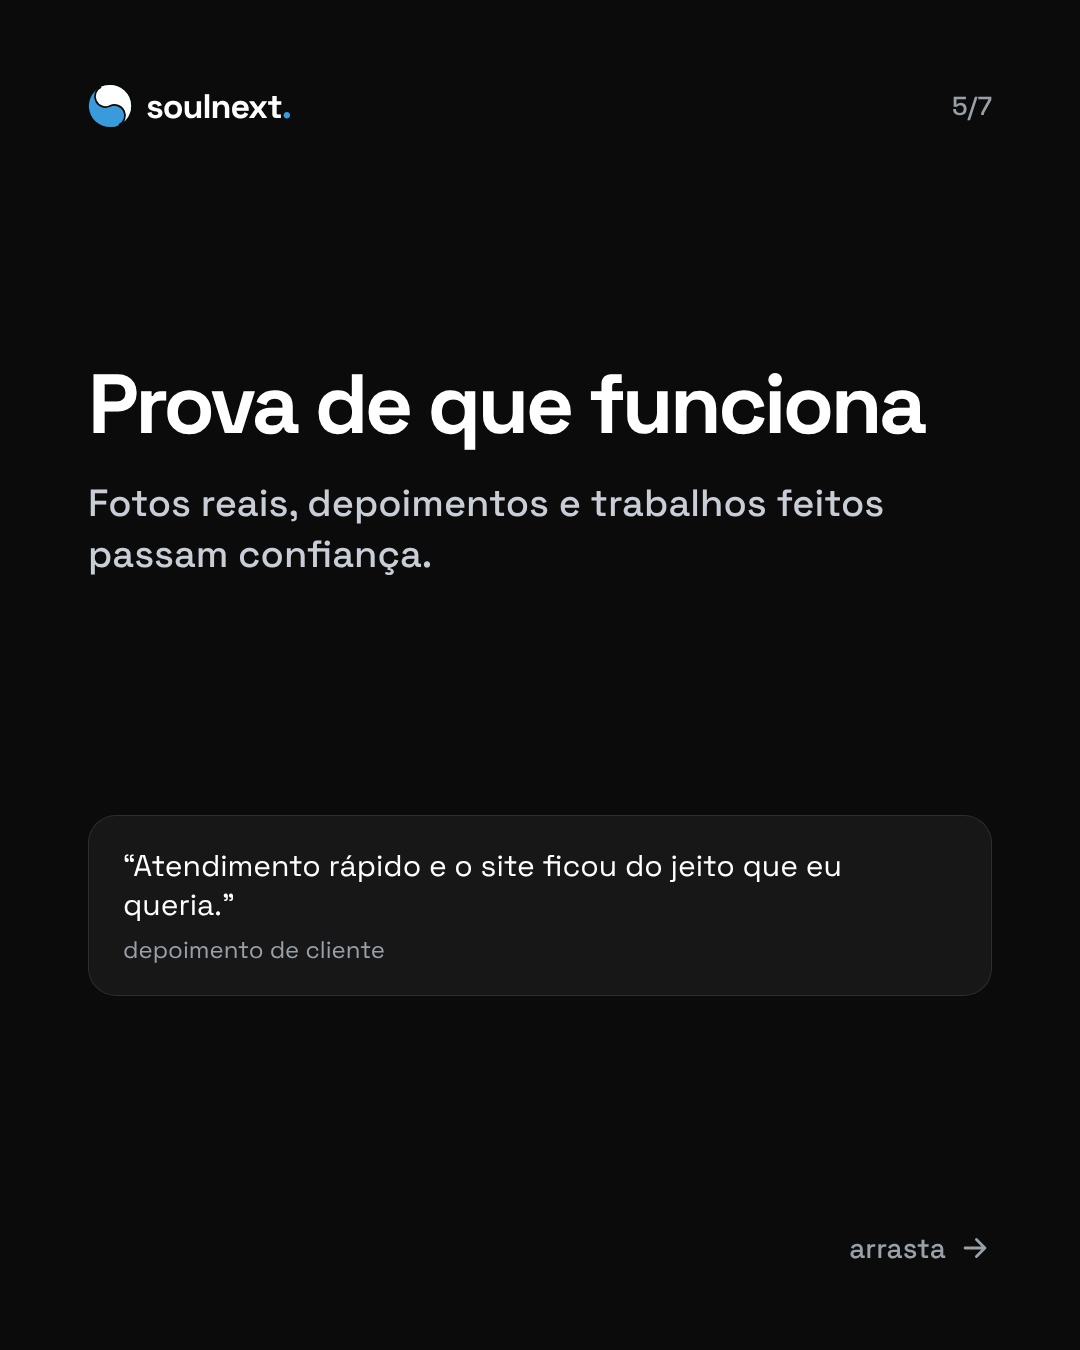 soulnext.
5/7
Prova de que funciona
Fotos reais, depoimentos e trabalhos feitos
passam confiança.
“Atendimento rápido e o site ficou do jeito que eu
queria.”
depoimento de cliente
arrasta →